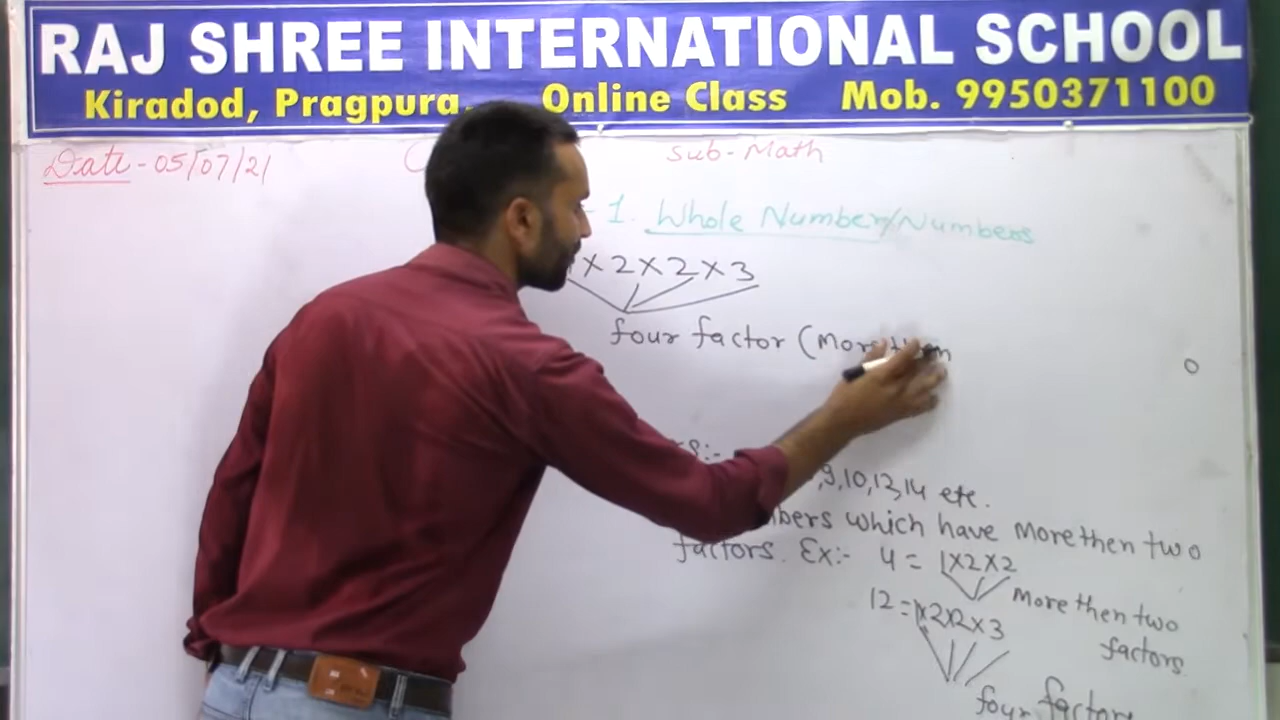 RAJ SHREE INTERNATIONAL SCHOOL
Kiradod, Pragpura, Online Class Mob. 9950371100
Date - 05/07/21
Sub-Math
1. Whole Number/Numbers
× 2 × 2 × 3
four factor (More then
9,10,12,14 etc.
which have more then two
factors. Ex:- 4 = 1×2×2
More then two
factors.
12 = 1×2×2×3
four factors